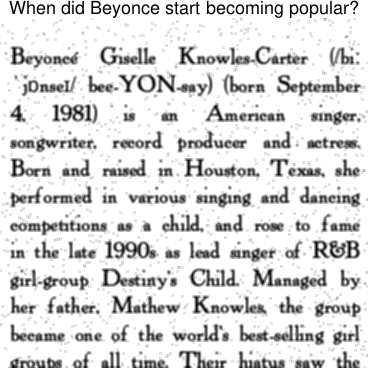 When did Beyonce start becoming popular?
Beyoncé Giselle Knowles-Carter (/biː
ˈjɒnseɪ/ bee-YON-say) (born September
4, 1981) is an American singer,
songwriter, record producer and actress.
Born and raised in Houston, Texas, she
performed in various singing and dancing
competitions as a child, and rose to fame
in the late 1990s as lead singer of R&B
girl-group Destiny's Child. Managed by
her father, Mathew Knowles, the group
became one of the world's best-selling girl
groups of all time. Their hiatus saw the